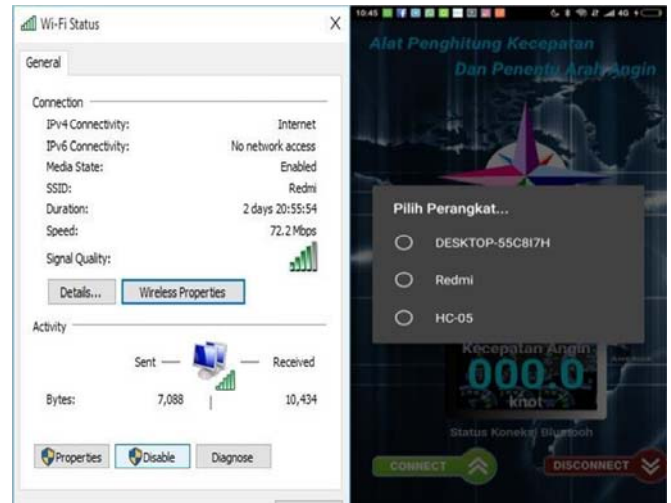 Wi-Fi Status
X
General
Connection
IPv4 Connectivity: Internet
IPv6 Connectivity: No network access
Media State: Enabled
SSID: Redmi
Duration: 2 days 20:55:54
Speed: 72.2 Mbps
Signal Quality:
Details... Wireless Properties
Activity
Sent — Received
Bytes: 7,088 | 10,434
Properties Disable Diagnose
10:45
4G
Alat Penghitung Kecepatan
Dan Penentu Arah Angin
Pilih Perangkat...
DESKTOP-55C8I7H
Redmi
HC-05
Kecepatan Angin
000.0
knot
Status Koneksi Bluetooh
CONNECT DISCONNECT